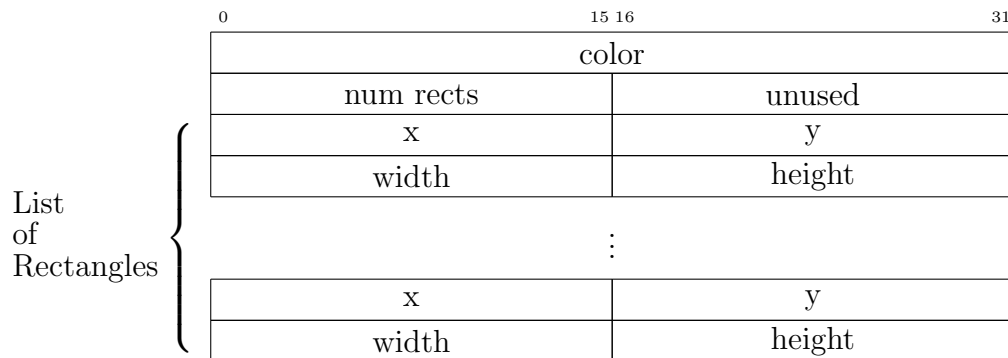 0 15 16 31
color
num rects unused
x y
width height
List
of
Rectangles
⋮
x y
width height